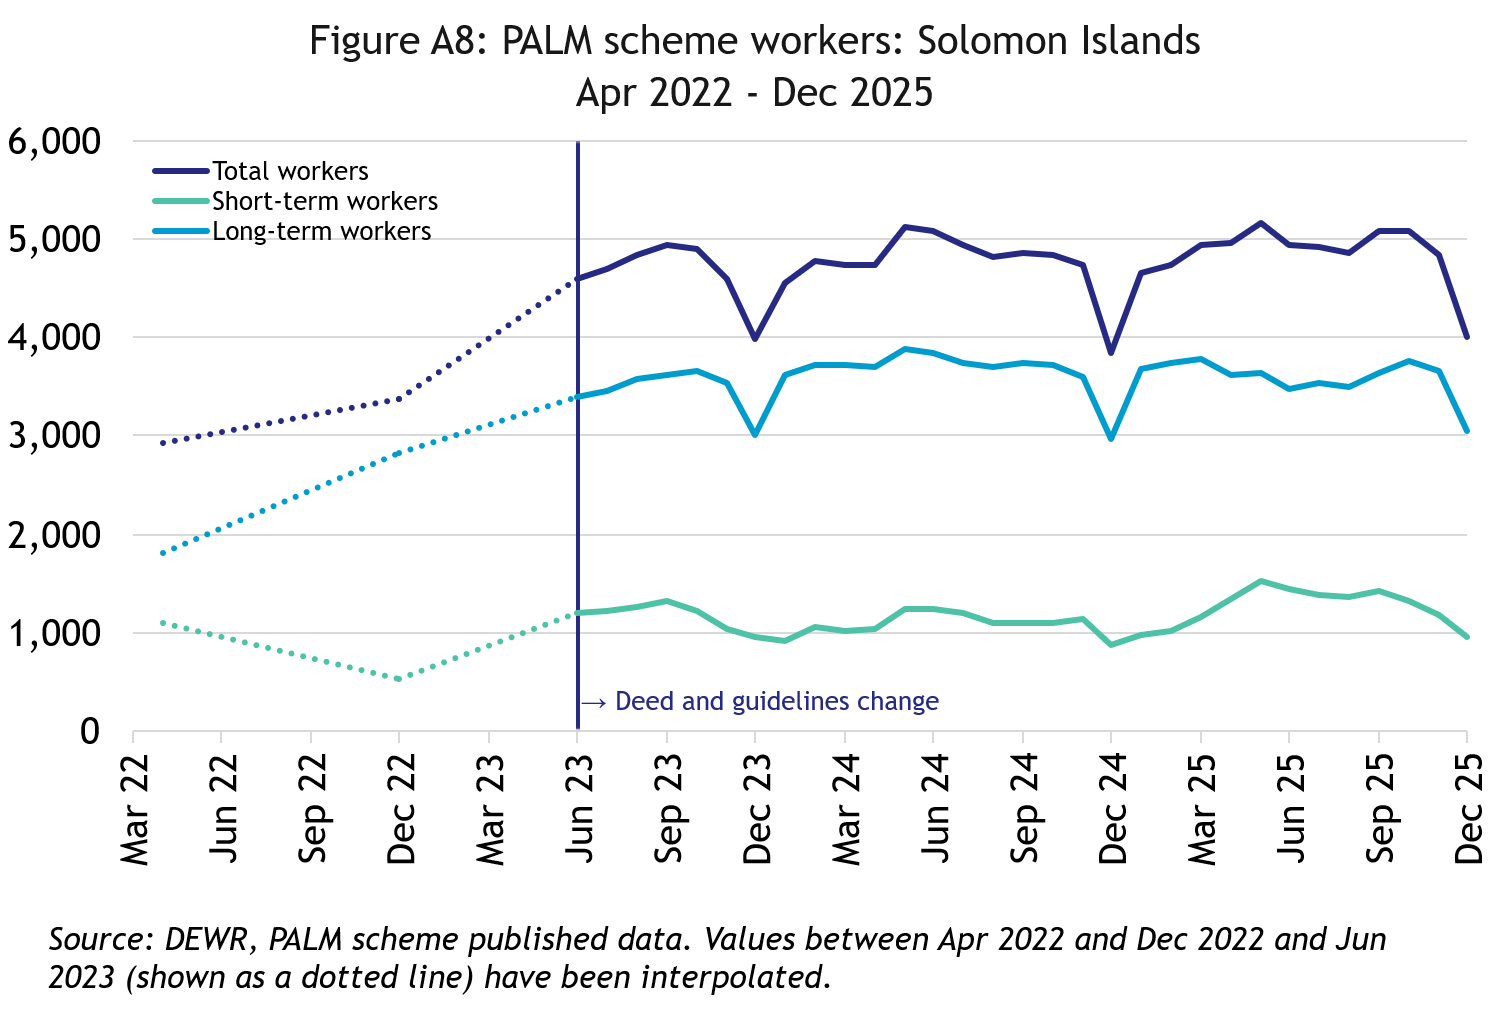 Figure A8: PALM scheme workers: Solomon Islands
Apr 2022 - Dec 2025
6,000
5,000
4,000
3,000
2,000
1,000
0
Total workers
Short-term workers
Long-term workers
→ Deed and guidelines change
Mar 22
Jun 22
Sep 22
Dec 22
Mar 23
Jun 23
Sep 23
Dec 23
Mar 24
Jun 24
Sep 24
Dec 24
Mar 25
Jun 25
Sep 25
Dec 25
Source: DEWR, PALM scheme published data. Values between Apr 2022 and Dec 2022 and Jun
2023 (shown as a dotted line) have been interpolated.